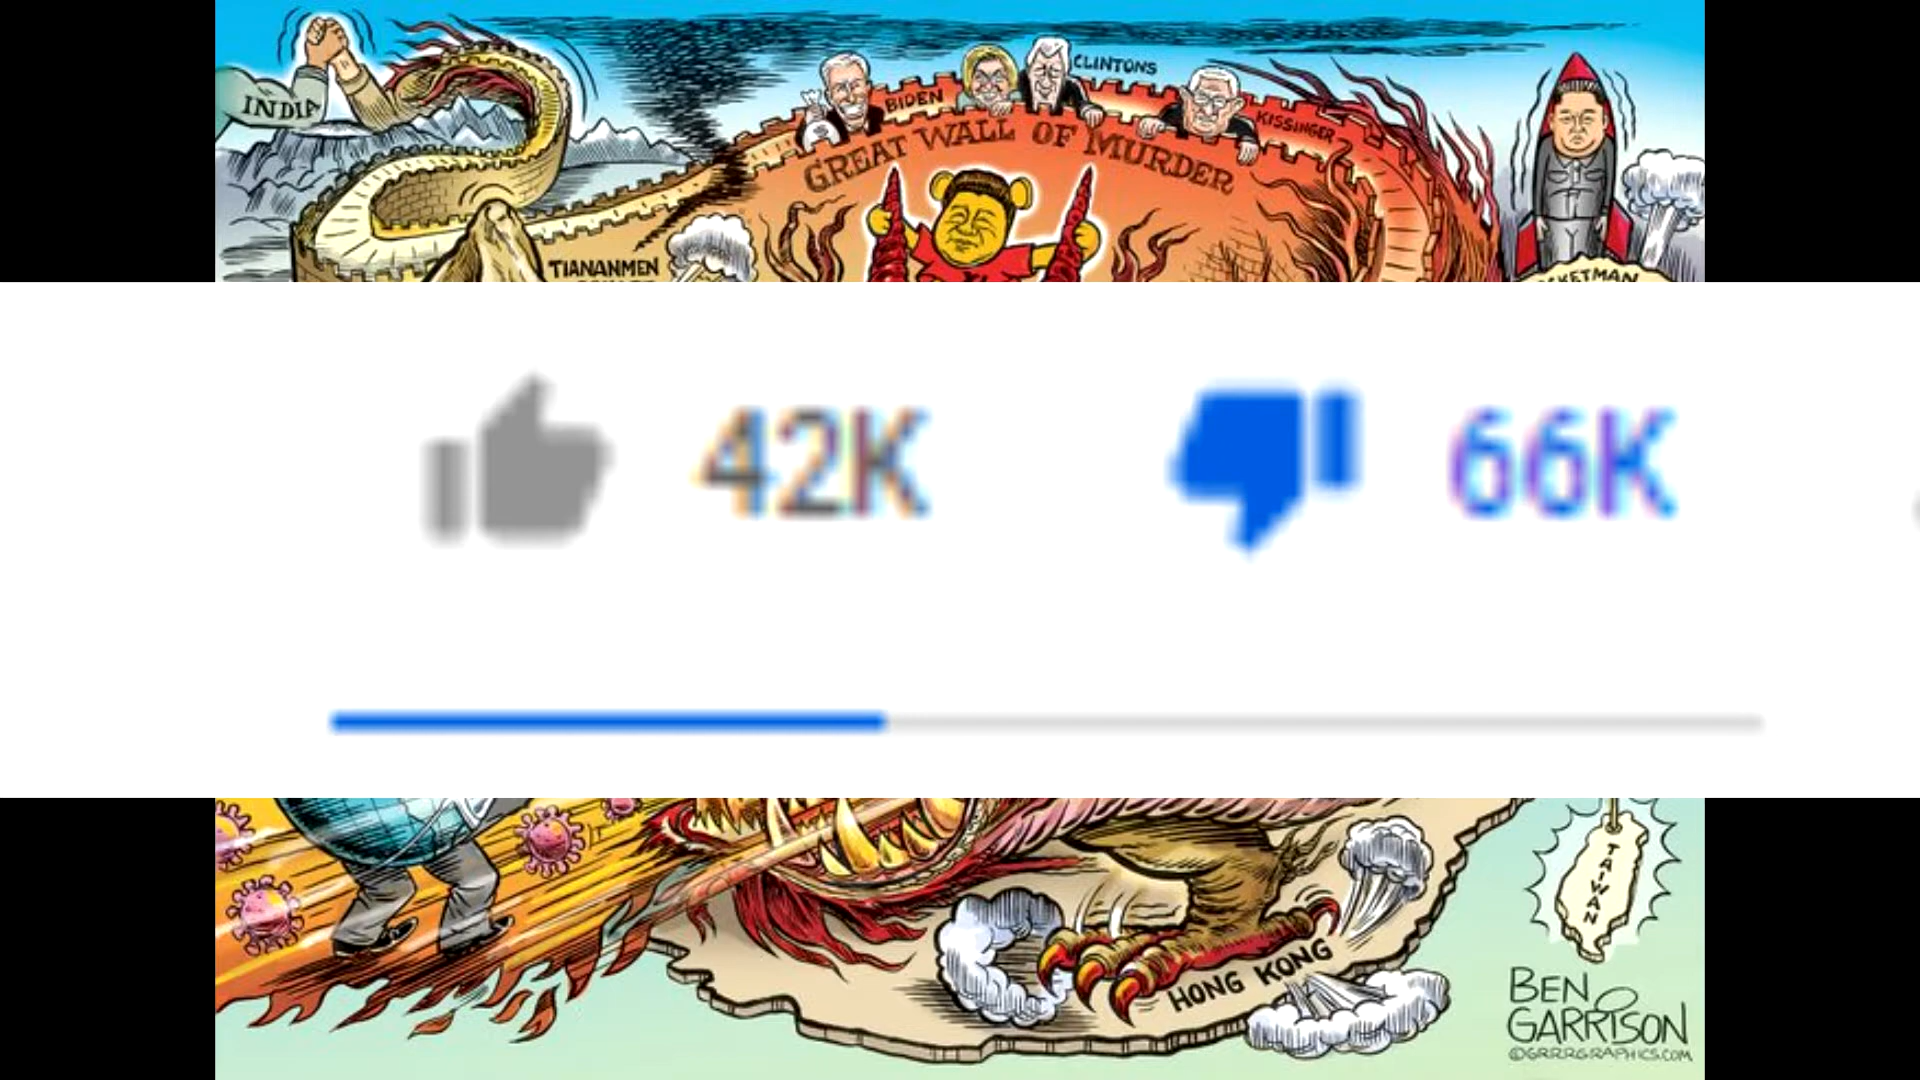 INDIA
BIDEN
CLINTONS
KISSINGER
GREAT WALL OF MURDER
TIANANMEN
42K
66K
TAIWAN
HONG KONG
BEN
GARRISON
©GRRRGRAPHICS.COM